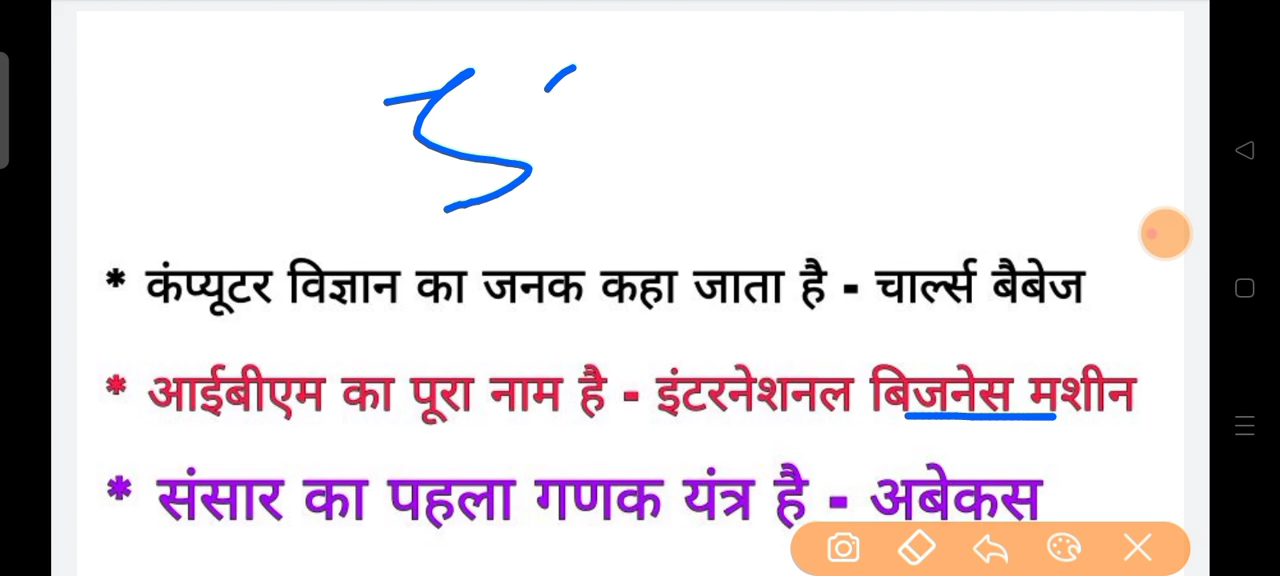 * कंप्यूटर विज्ञान का जनक कहा जाता है - चार्ल्स बैबेज
* आईबीएम का पूरा नाम है - इंटरनेशनल बिजनेस मशीन
* संसार का पहला गणक यंत्र है - अबेकस